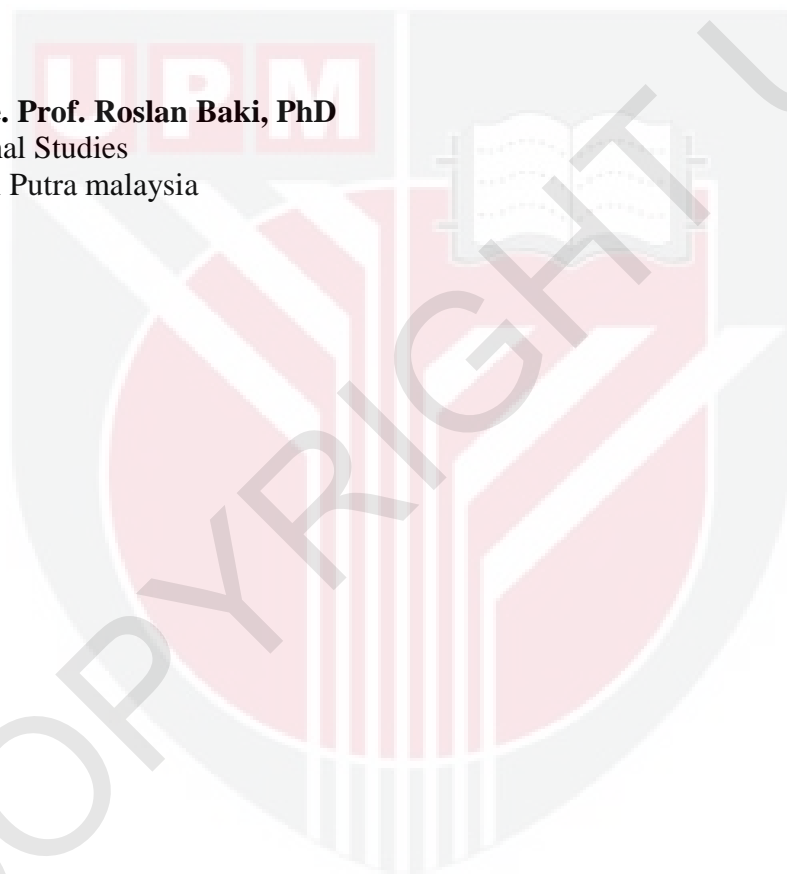 UPM
e. Prof. Roslan Baki, PhD
nal Studies
Putra malaysia
COPYRIGHT U